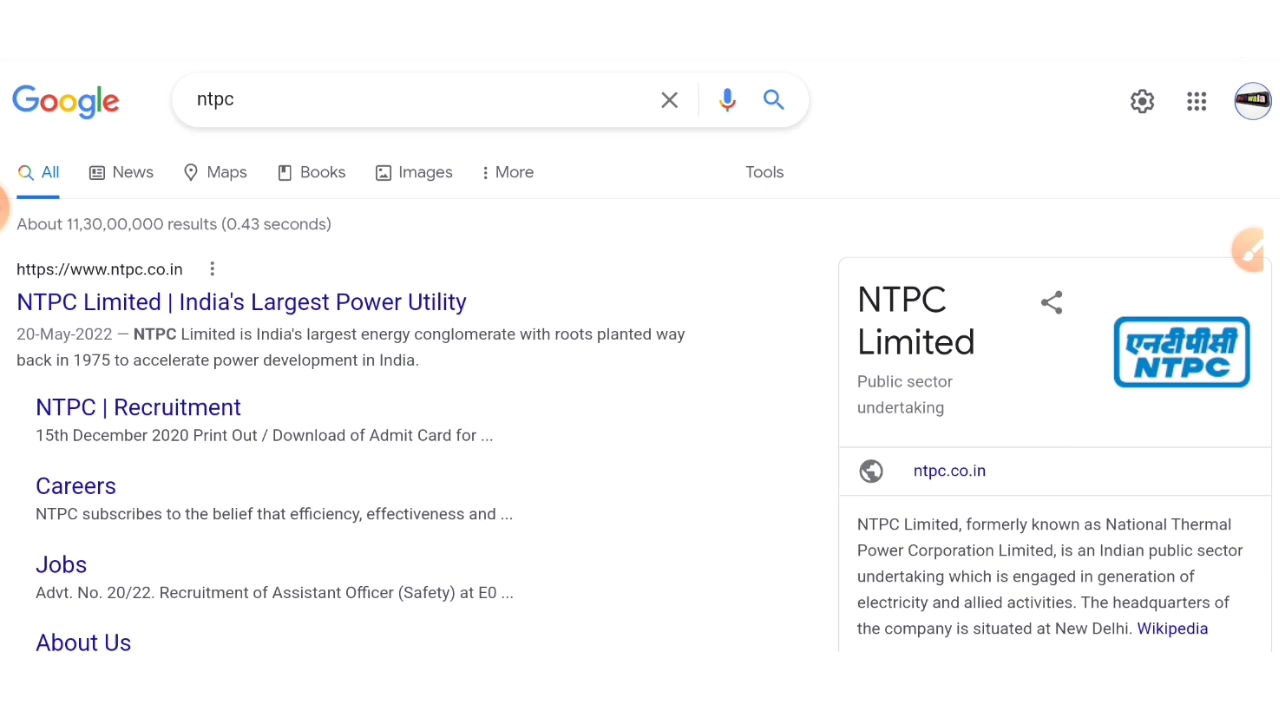 Google
ntpc
All News Maps Books Images More Tools
About 11,30,00,000 results (0.43 seconds)
https://www.ntpc.co.in
NTPC Limited | India's Largest Power Utility
20-May-2022 — NTPC Limited is India's largest energy conglomerate with roots planted way
back in 1975 to accelerate power development in India.
NTPC | Recruitment
15th December 2020 Print Out / Download of Admit Card for ...
Careers
NTPC subscribes to the belief that efficiency, effectiveness and ...
Jobs
Advt. No. 20/22. Recruitment of Assistant Officer (Safety) at E0 ...
About Us
NTPC
Limited
Public sector
undertaking
एनटीपीसी
NTPC
ntpc.co.in
NTPC Limited, formerly known as National Thermal
Power Corporation Limited, is an Indian public sector
undertaking which is engaged in generation of
electricity and allied activities. The headquarters of
the company is situated at New Delhi. Wikipedia